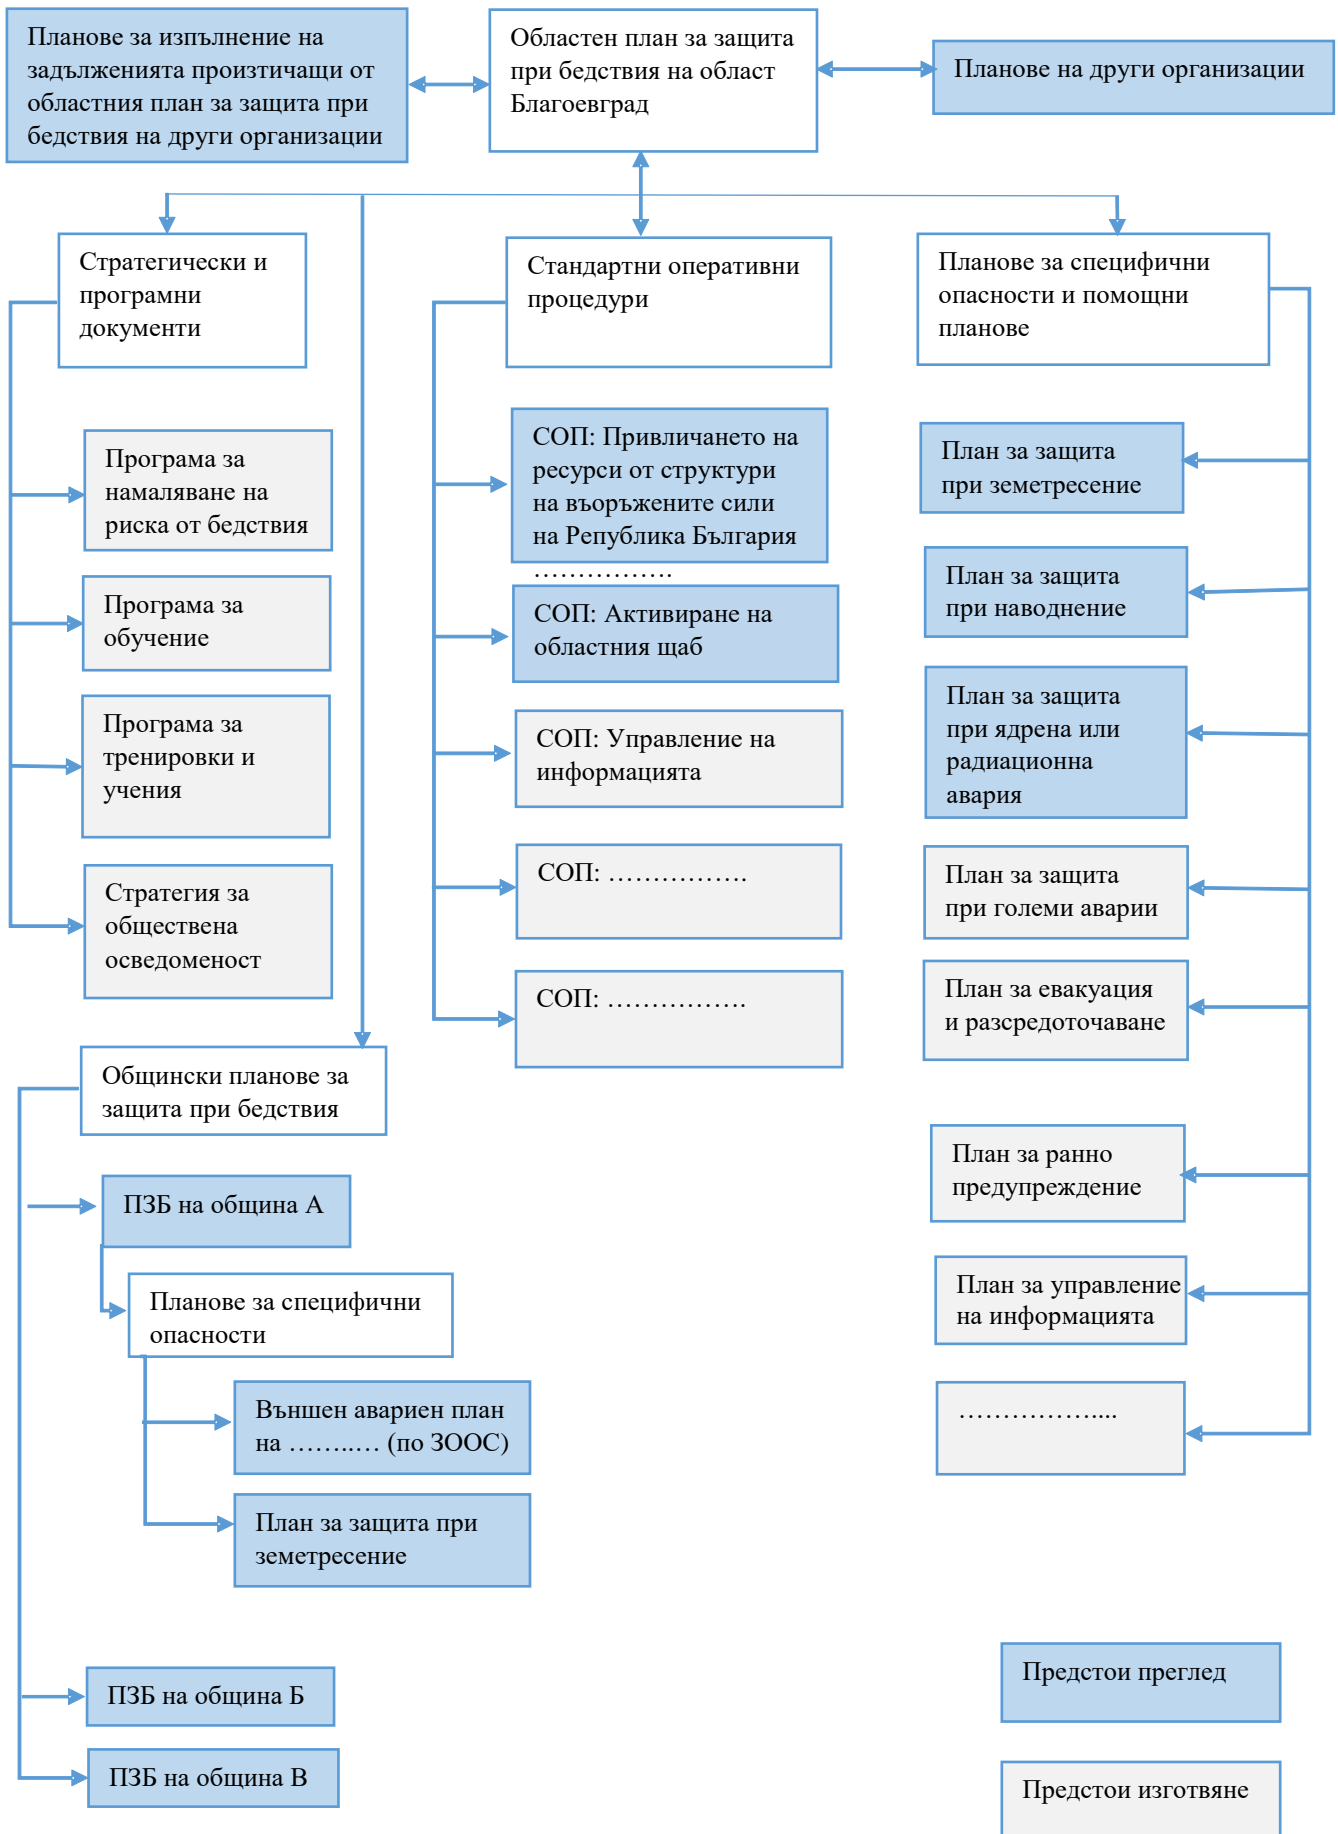 Планове за изпълнение на
задълженията произтичащи от
областния план за защита при
бедствия на други организации
Областен план за защита
при бедствия на област
Благоевград
Планове на други организации
Стратегически и
програмни
документи
Стандартни оперативни
процедури
Планове за специфични
опасности и помощни
планове
Програма за
намаляване на
риска от бедствия
Програма за
обучение
Програма за
тренировки и
учения
Стратегия за
обществена
осведоменост
СОП: Привличането на
ресурси от структури
на въоръжените сили
на Република България
…………….
СОП: Активиране на
областния щаб
СОП: Управление на
информацията
СОП: …………….
СОП: …………….
План за защита
при земетресение
План за защита
при наводнение
План за защита
при ядрена или
радиационна
авария
План за защита
при големи аварии
План за евакуация
и разсредоточаване
План за ранно
предупреждение
План за управление
на информацията
……………....
Общински планове за
защита при бедствия
ПЗБ на община А
Планове за специфични
опасности
Външен авариен план
на ……..… (по ЗООС)
План за защита при
земетресение
ПЗБ на община Б
ПЗБ на община В
Предстои преглед
Предстои изготвяне